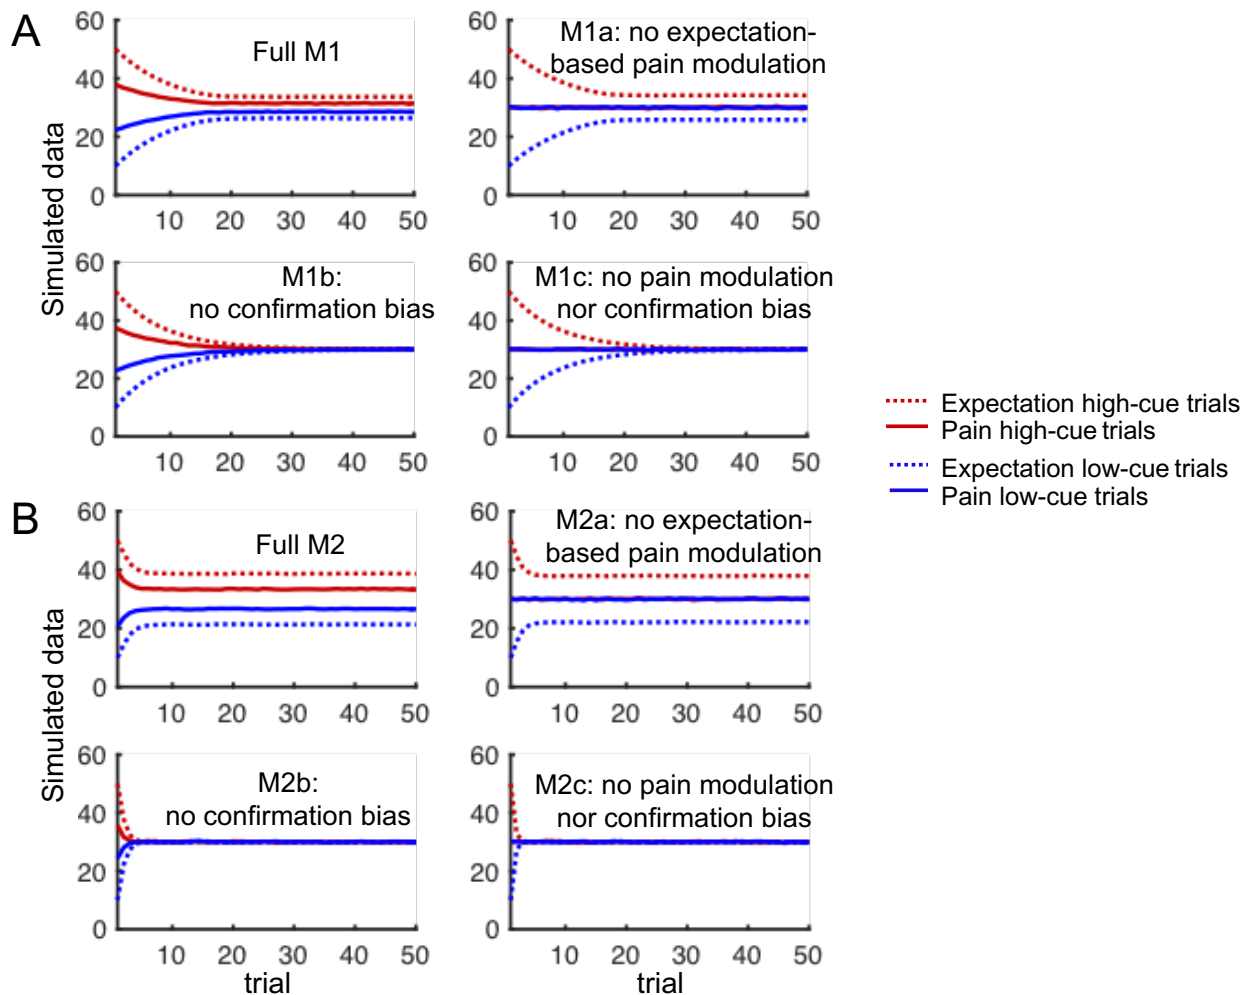 A
Full M1
60
40
20
0
10 20 30 40 50
M1a: no expectation-
based pain modulation
60
40
20
0
10 20 30 40 50
Simulated data
M1b:
no confirmation bias
60
40
20
0
10 20 30 40 50
M1c: no pain modulation
nor confirmation bias
60
40
20
0
10 20 30 40 50
Expectation high-cue trials
Pain high-cue trials
Expectation low-cue trials
Pain low-cue trials
B
Full M2
60
40
20
0
10 20 30 40 50
M2a: no expectation-
based pain modulation
60
40
20
0
10 20 30 40 50
Simulated data
M2b:
no confirmation bias
60
40
20
0
10 20 30 40 50
trial
M2c: no pain modulation
nor confirmation bias
60
40
20
0
10 20 30 40 50
trial